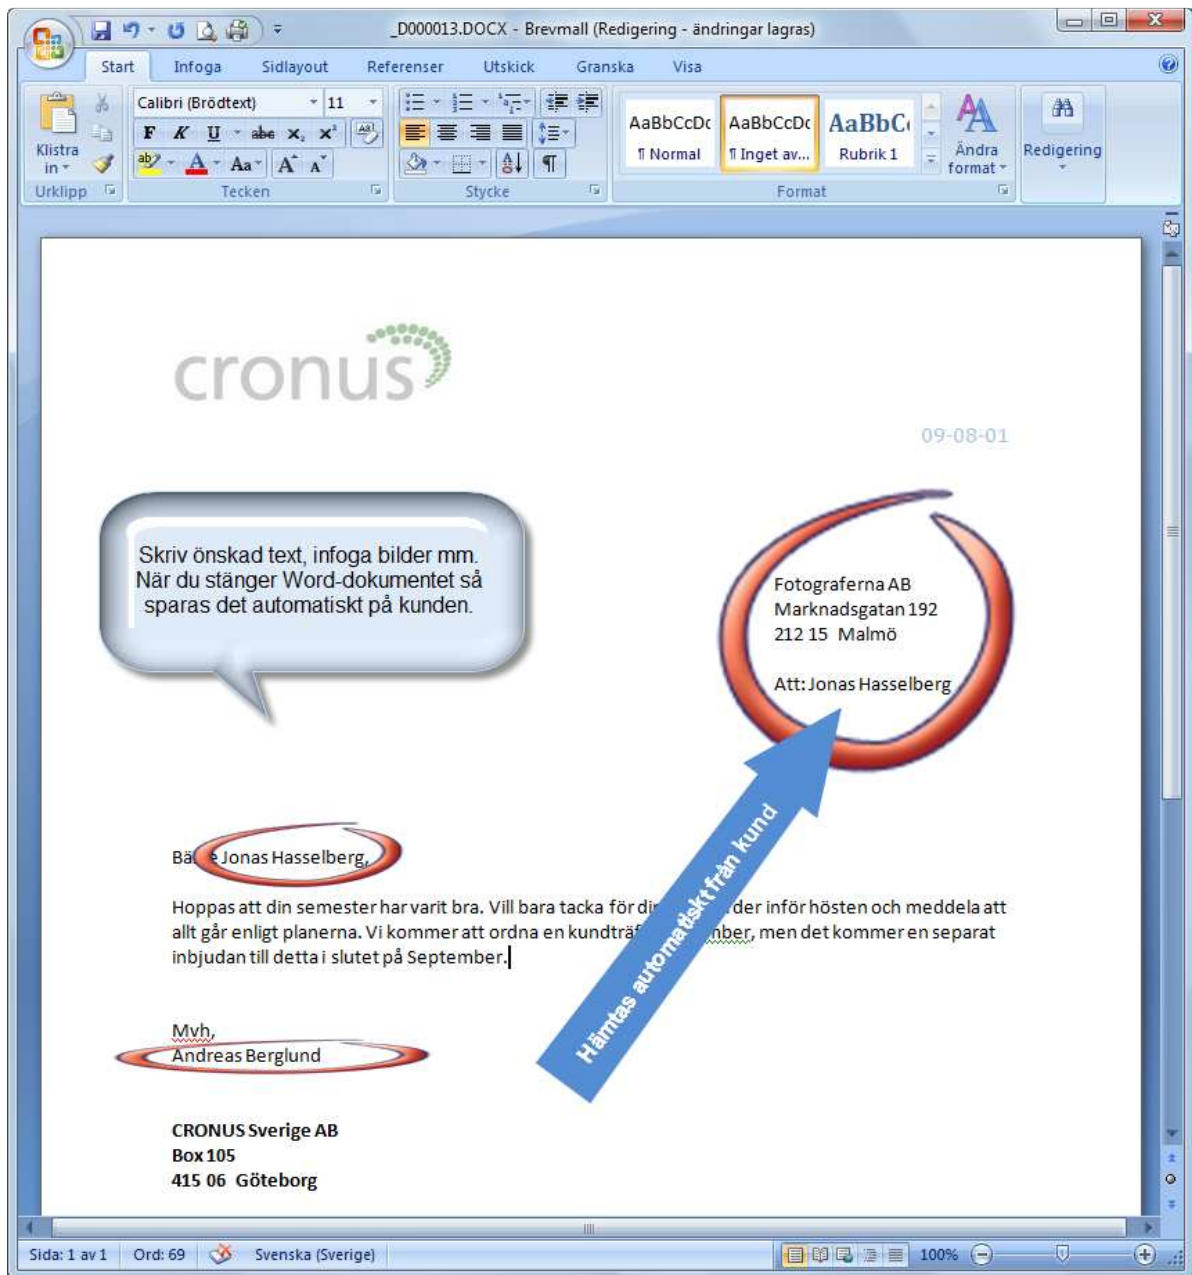 _D000013.DOCX - Brevmall (Redigering - ändringar lagras)
Start Infoga Sidlayout Referenser Utskick Granska Visa
Calibri (Brödtext) 11
F K U abe x, x²
Aa A A
Klistra in
AaBbCcDc AaBbCcDc AaBbC
¶ Normal ¶ Inget av... Rubrik 1
Ändra format
Redigering
Urklipp Tecken Stycke Format
cronus
09-08-01
Skriv önskad text, infoga bilder mm.
När du stänger Word-dokumentet så
sparas det automatiskt på kunden.
Fotograferna AB
Marknadsgatan 192
212 15 Malmö
Att: Jonas Hasselberg
Hämtas automatiskt från kund
Jonas Hasselberg,
Hoppas att din semester har varit bra. Vill bara tacka för inför hösten och meddela att
allt går enligt planerna. Vi kommer att ordna en men det kommer en separat
inbjudan till detta i slutet på September.
Mvh,
Andreas Berglund
CRONUS Sverige AB
Box 105
415 06 Göteborg
Sida: 1 av 1 Ord: 69 Svenska (Sverige) 100%